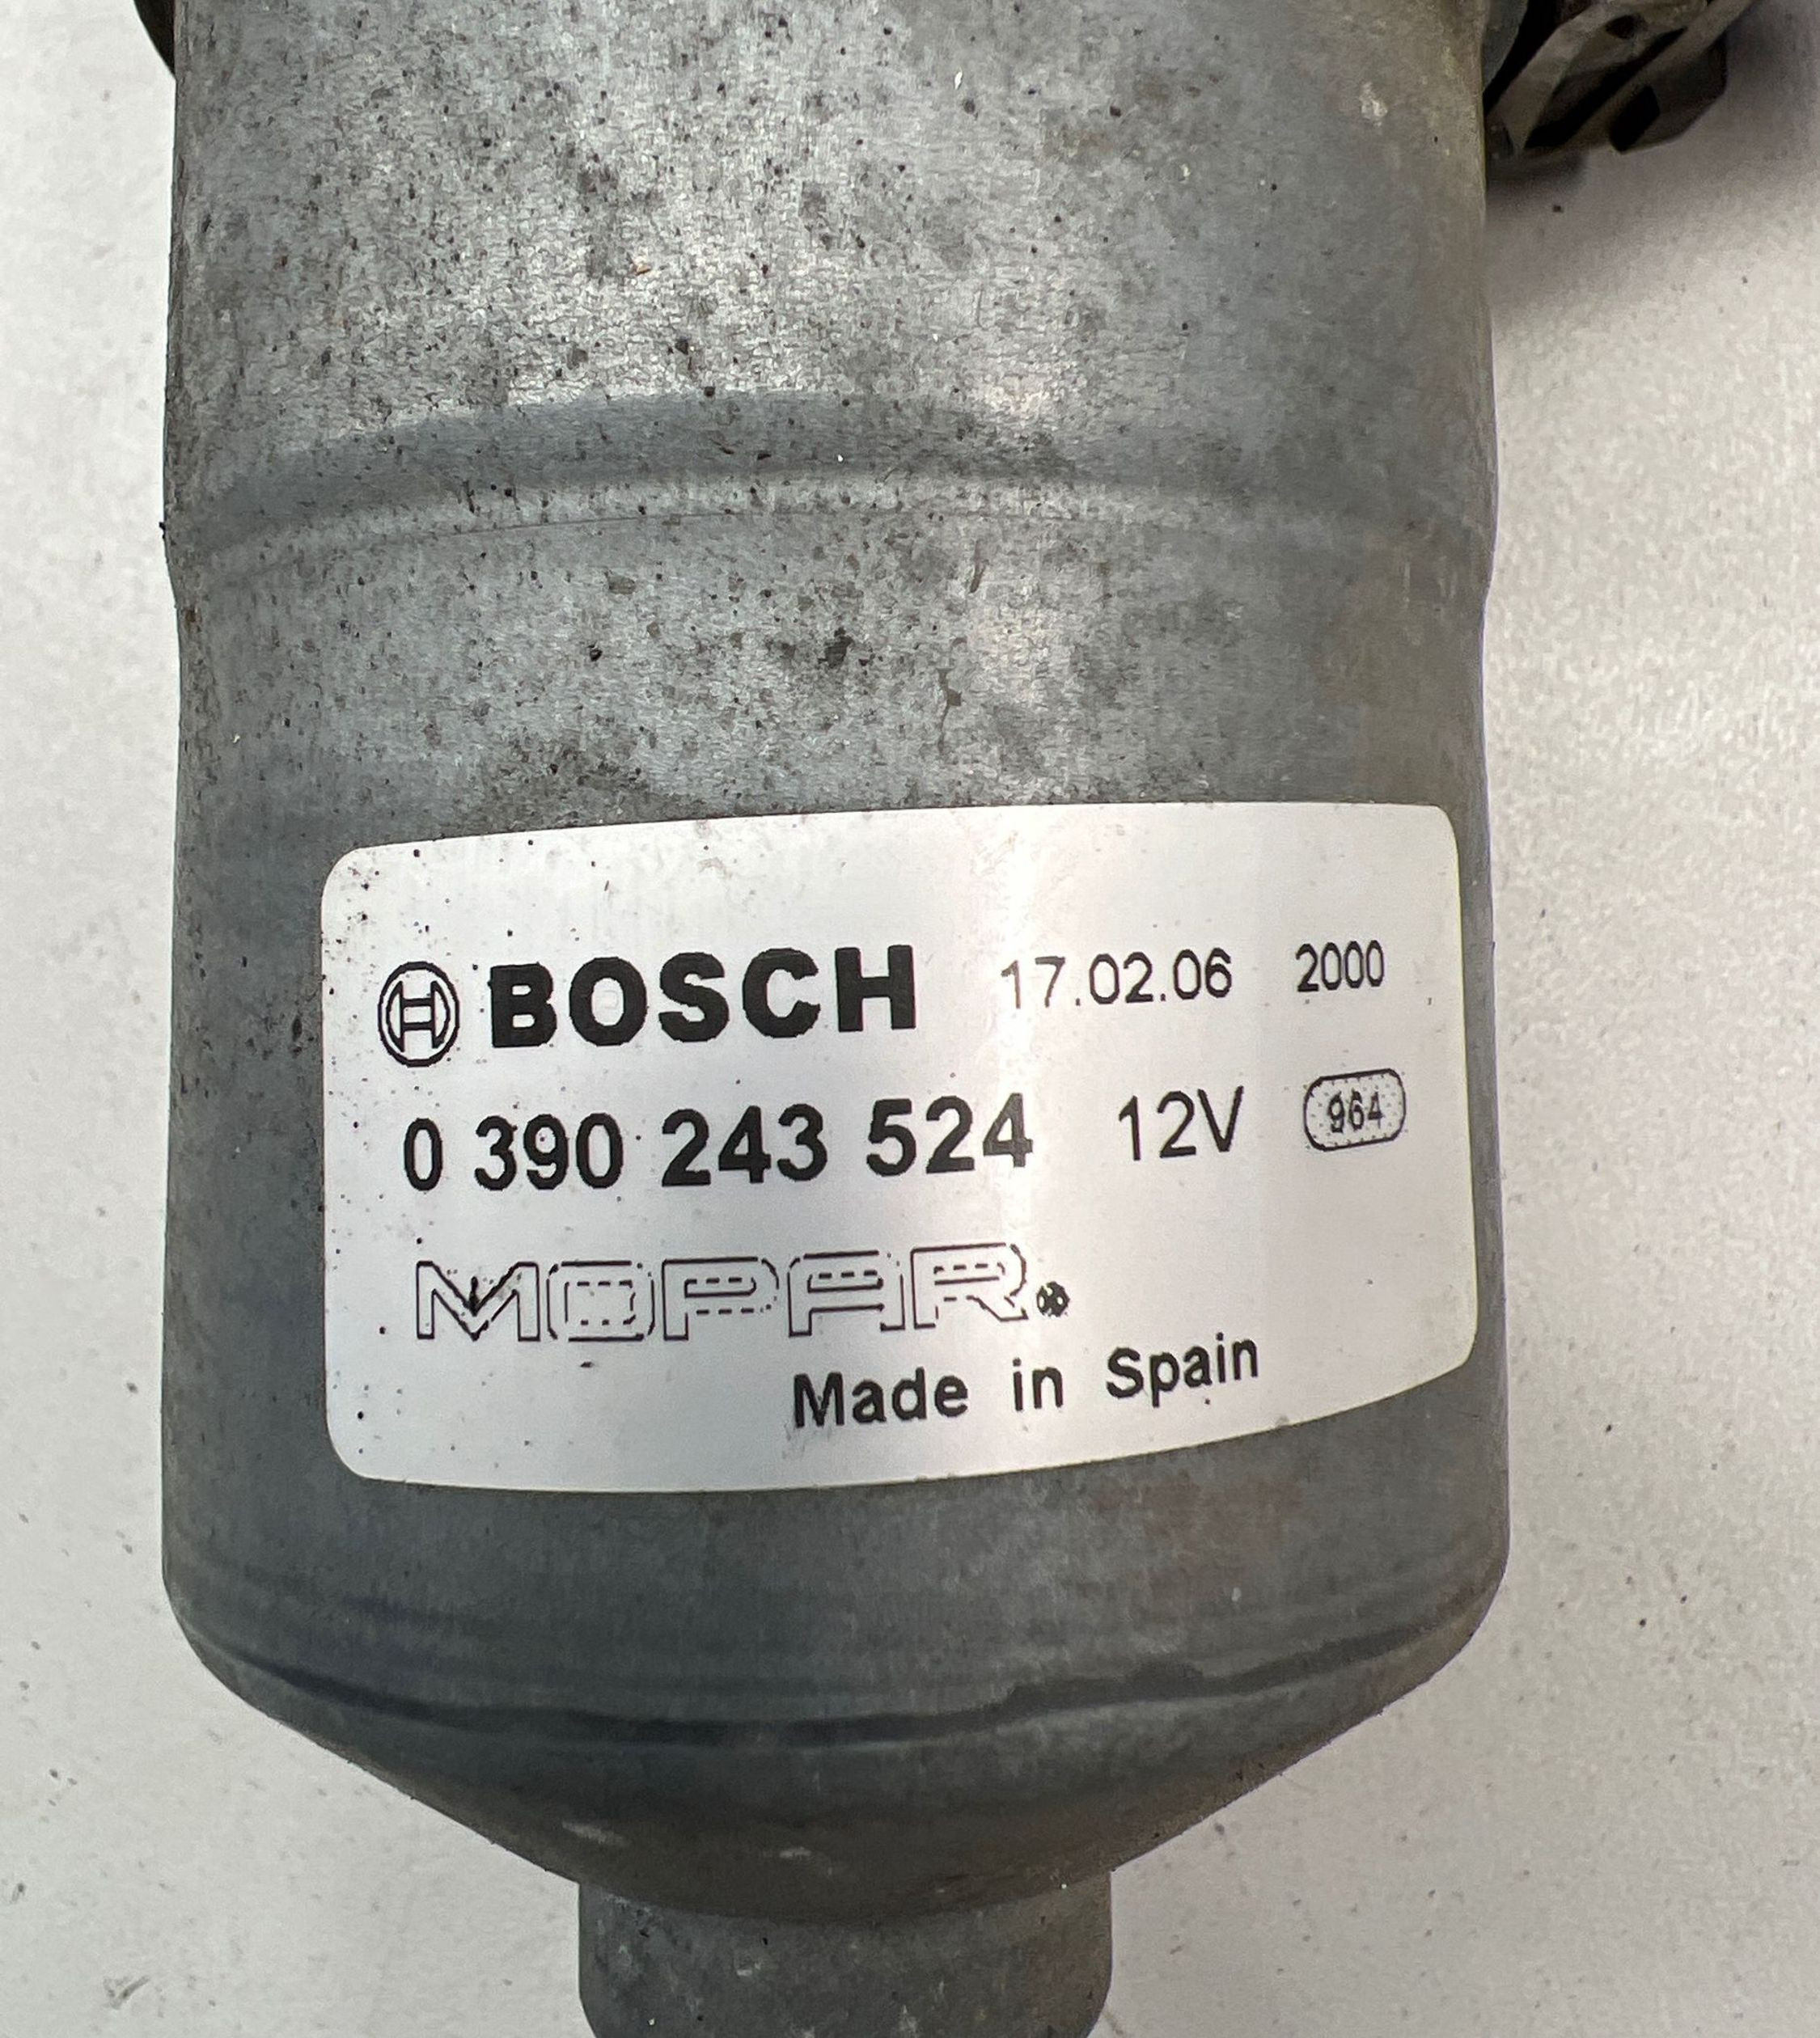 BOSCH 17.02.06 2000
0 390 243 524 12V 964
MOPAR
Made in Spain